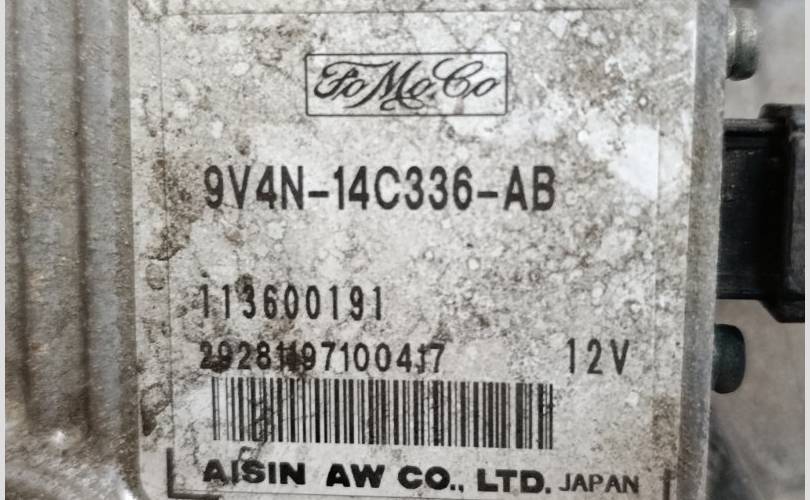 FoMoCo
9V4N-14C336-AB
113600191
12V
AISIN AW CO., LTD. JAPAN